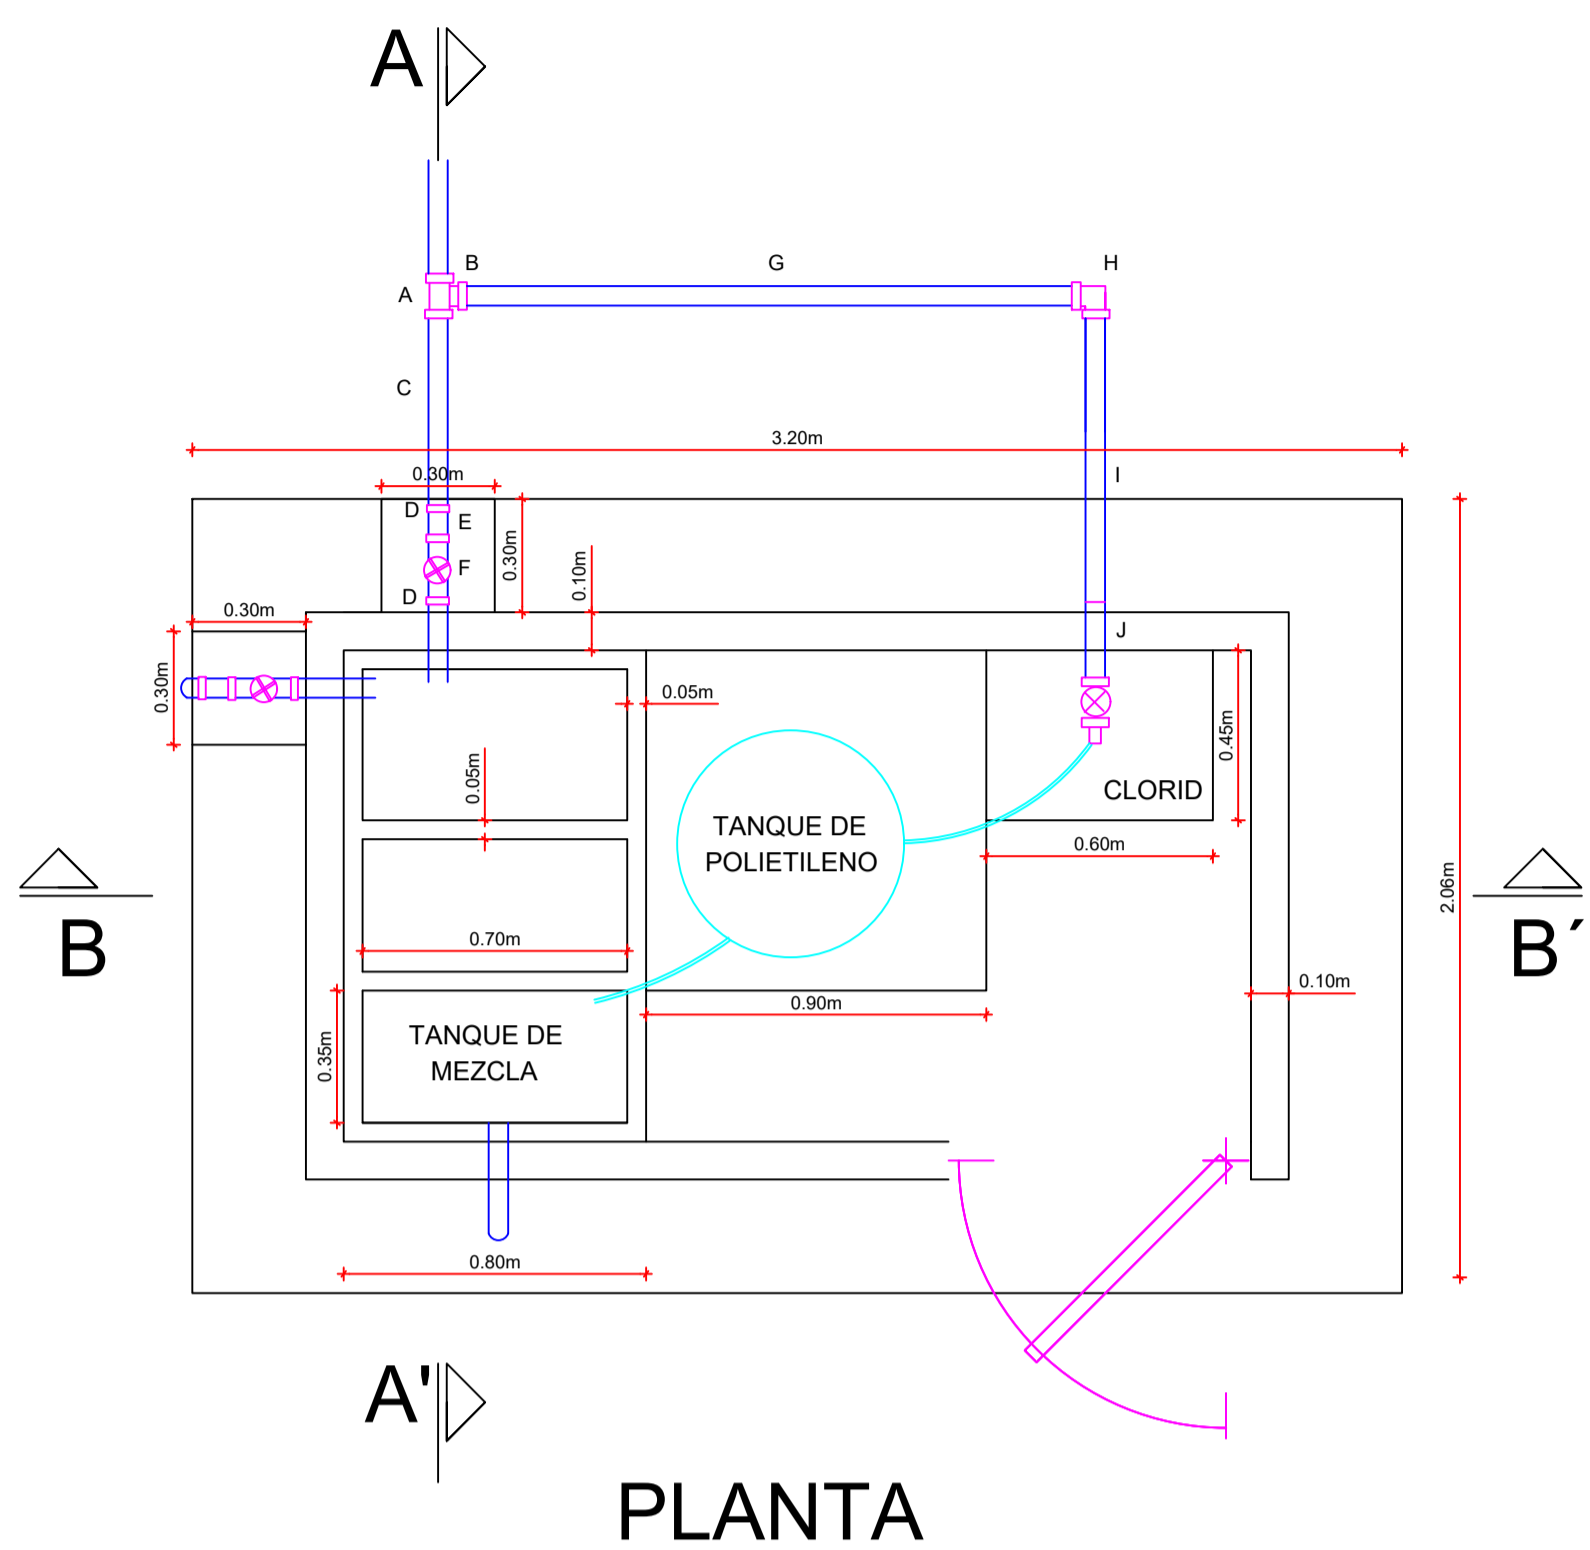 A
B
G
H
A
C
3.20m
0.30m
I
D
E
0.30m
0.10m
F
D
0.30m
J
0.30m
0.05m
0.45m
0.05m
CLORID
TANQUE DE
POLIETILENO
0.60m
2.06m
B
B´
0.70m
0.10m
0.90m
TANQUE DE
MEZCLA
0.35m
0.80m
A'
PLANTA